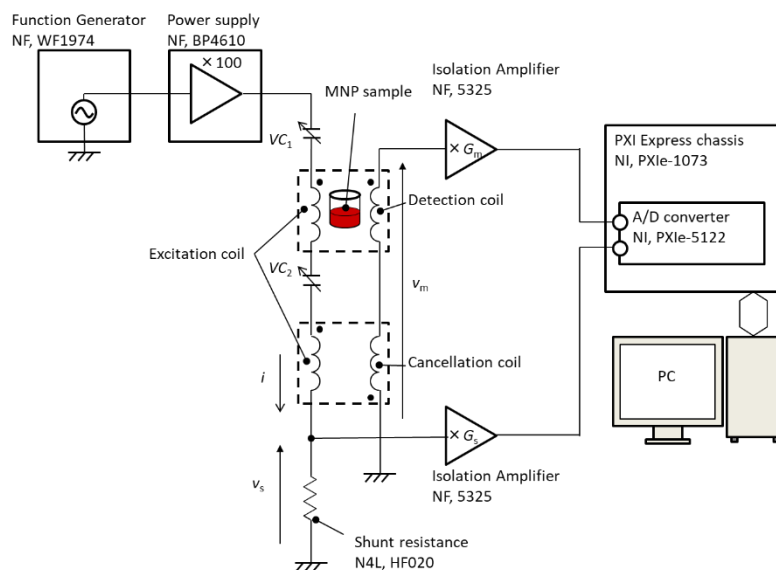 Function Generator
NF, WF1974
Power supply
NF, BP4610
× 100
Isolation Amplifier
NF, 5325
MNP sample
VC1
× Gm
PXI Express chassis
NI, PXIe-1073
A/D converter
NI, PXIe-5122
Detection coil
Excitation coil
VC2
vm
i
Cancellation coil
PC
× Gs
Isolation Amplifier
NF, 5325
vs
Shunt resistance
N4L, HF020